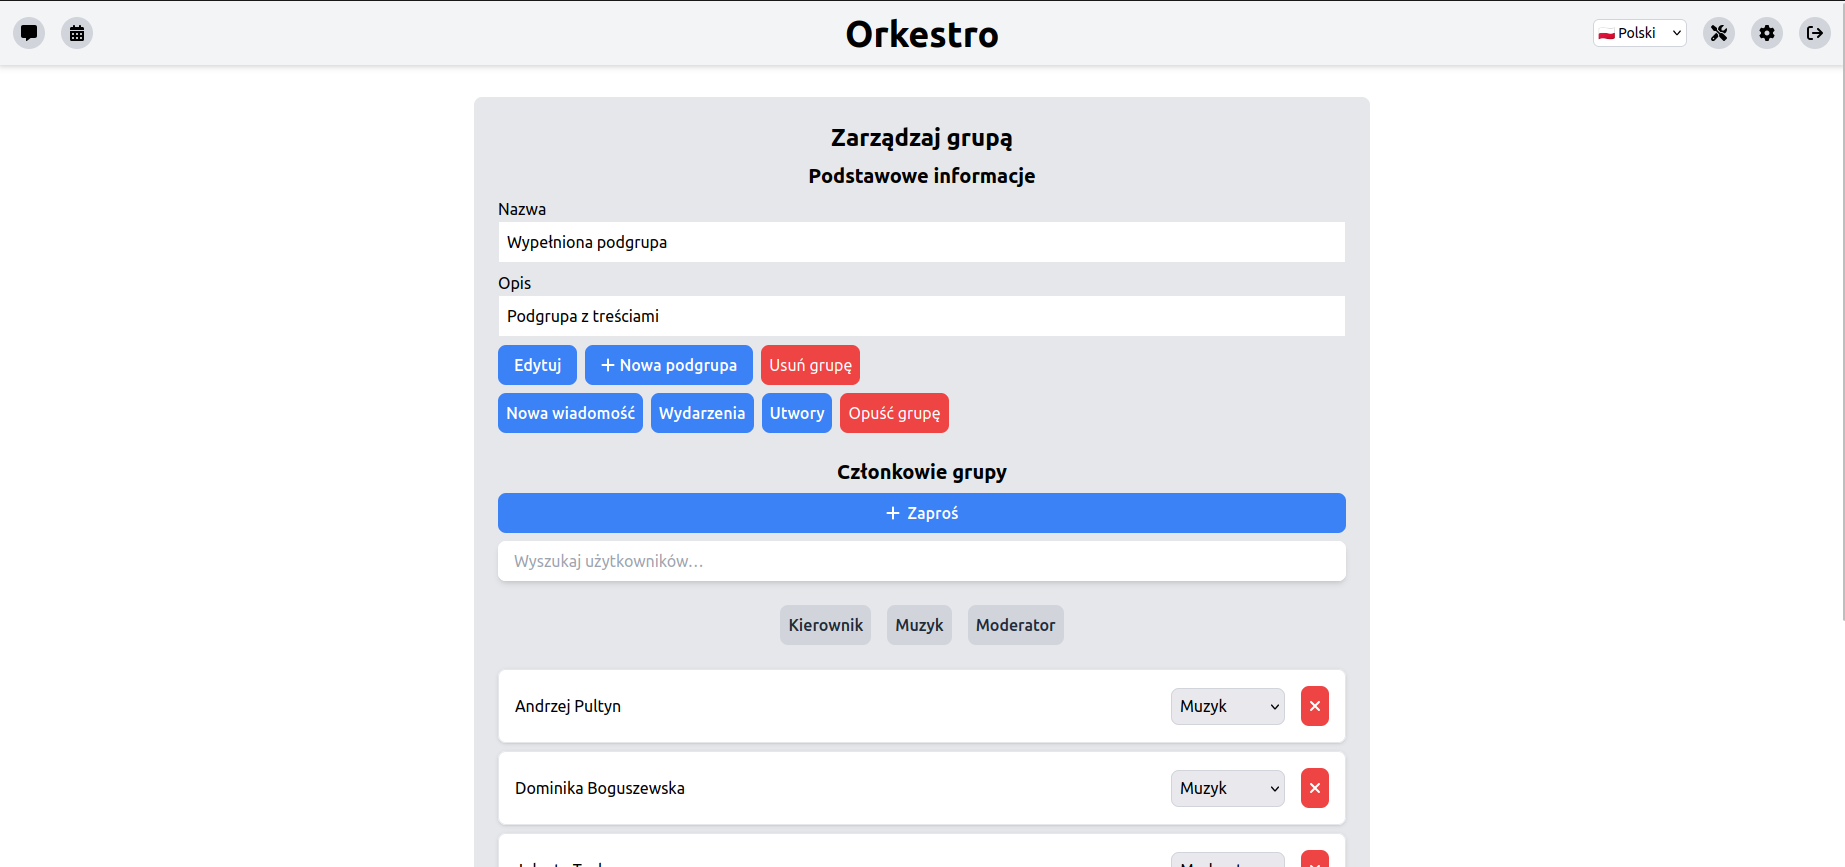 Orkestro
Polski
Zarządzaj grupą
Podstawowe informacje
Nazwa
Wypełniona podgrupa
Opis
Podgrupa z treściami
Edytuj + Nowa podgrupa Usuń grupę
Nowa wiadomość Wydarzenia Utwory Opuść grupę
Członkowie grupy
+ Zaproś
Wyszukaj użytkowników...
Kierownik Muzyk Moderator
Andrzej Pultyn Muzyk
Dominika Boguszewska Muzyk